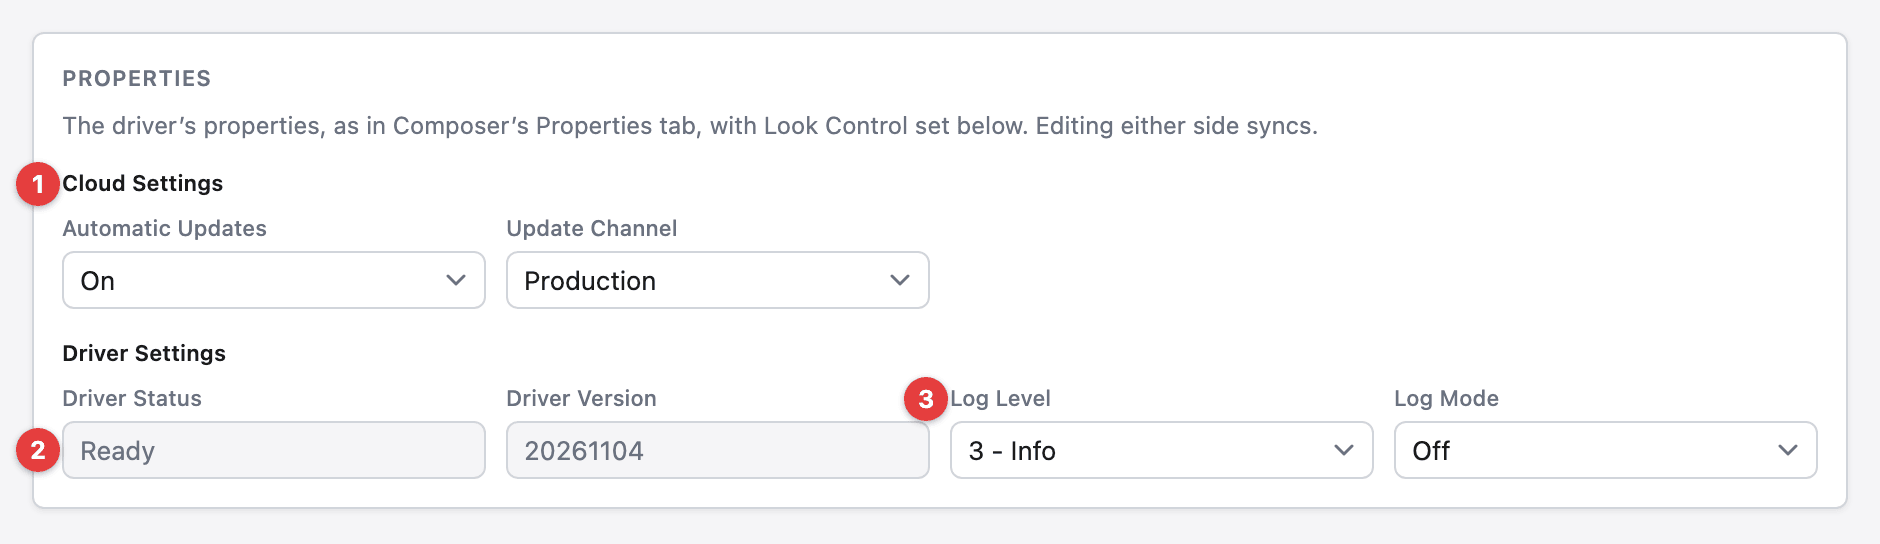 PROPERTIES
The driver’s properties, as in Composer’s Properties tab, with Look Control set below. Editing either side syncs.
1 Cloud Settings
Automatic Updates Update Channel
On Production
Driver Settings
Driver Status Driver Version 3 Log Level Log Mode
2 Ready 20261104 3 - Info Off